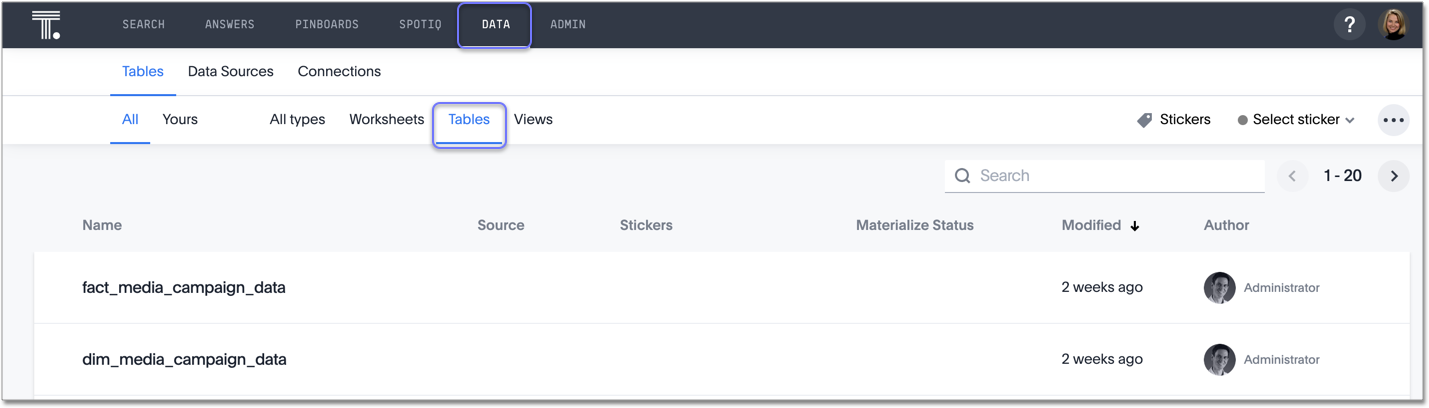 T. SEARCH ANSWERS PINBOARDS SPOTIQ DATA ADMIN ?
Tables Data Sources Connections
All Yours All types Worksheets Tables Views Stickers Select sticker
Search 1 - 20
Name Source Stickers Materialize Status Modified Author
fact_media_campaign_data 2 weeks ago Administrator
dim_media_campaign_data 2 weeks ago Administrator